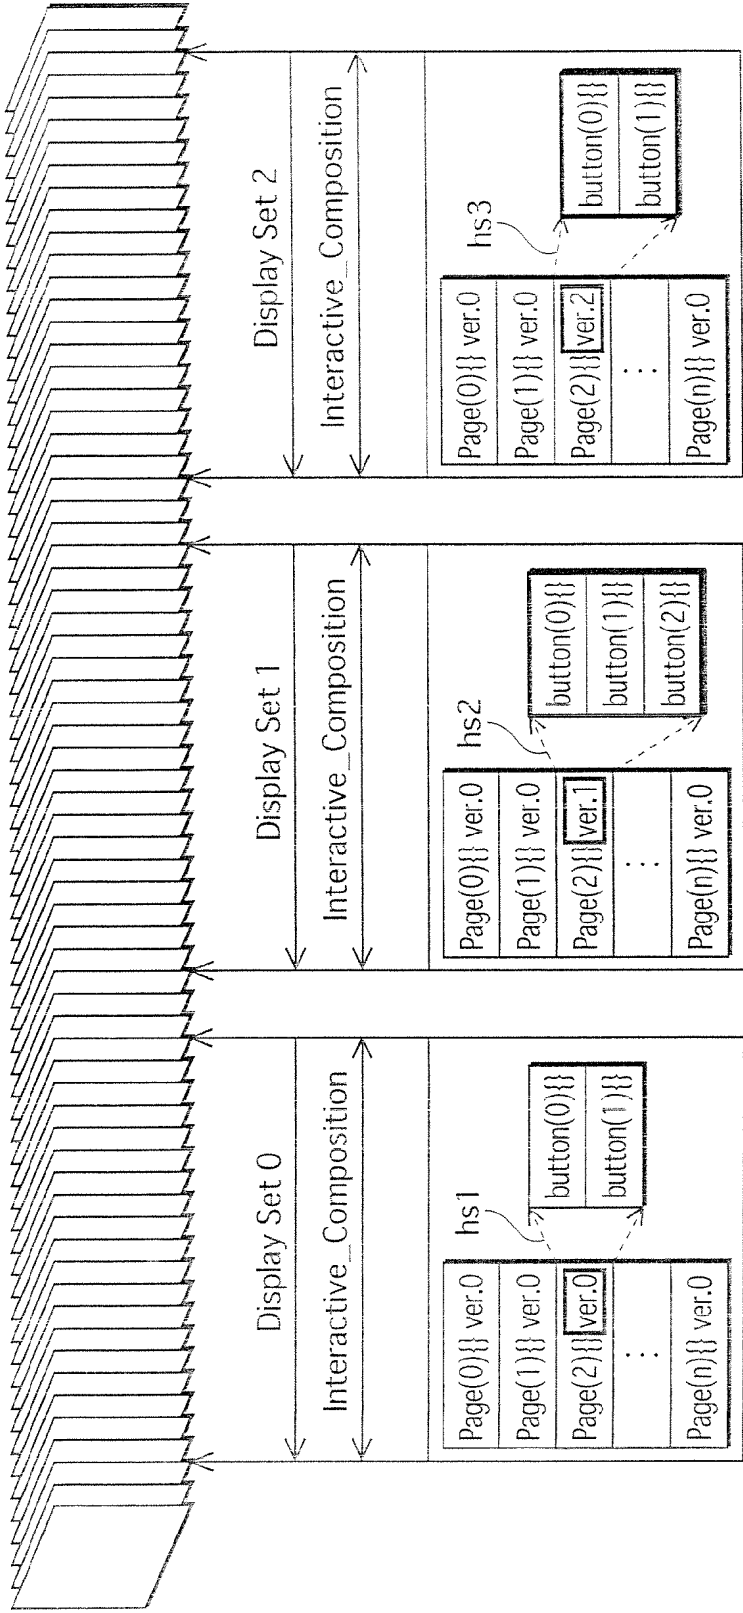 Display Set 0
Interactive_Composition
hs1
Page(0){} ver.0
Page(1){} ver.0
Page(2){} ver.0
⋮
Page(n){} ver.0
button(0){}
button(1){}
Display Set 1
Interactive_Composition
hs2
Page(0){} ver.0
Page(1){} ver.0
Page(2){} ver.1
⋮
Page(n){} ver.0
button(0){}
button(1){}
button(2){}
Display Set 2
Interactive_Composition
hs3
Page(0){} ver.0
Page(1){} ver.0
Page(2){} ver.2
⋮
Page(n){} ver.0
button(0){}
button(1){}